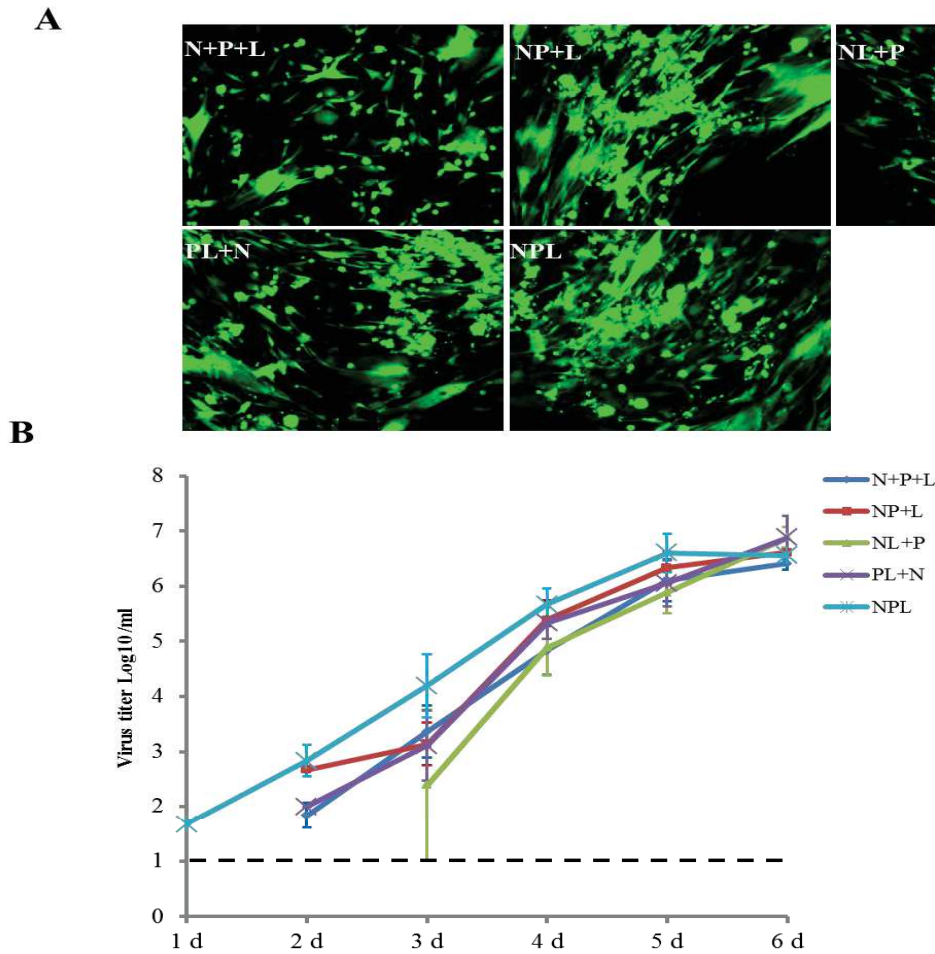 A
N+P+L
NP+L
NL+P
PL+N
NPL
B
Virus titer Log10/ml
8
7
6
5
4
3
2
1
0
1 d 2 d 3 d 4 d 5 d 6 d
N+P+L
NP+L
NL+P
PL+N
NPL